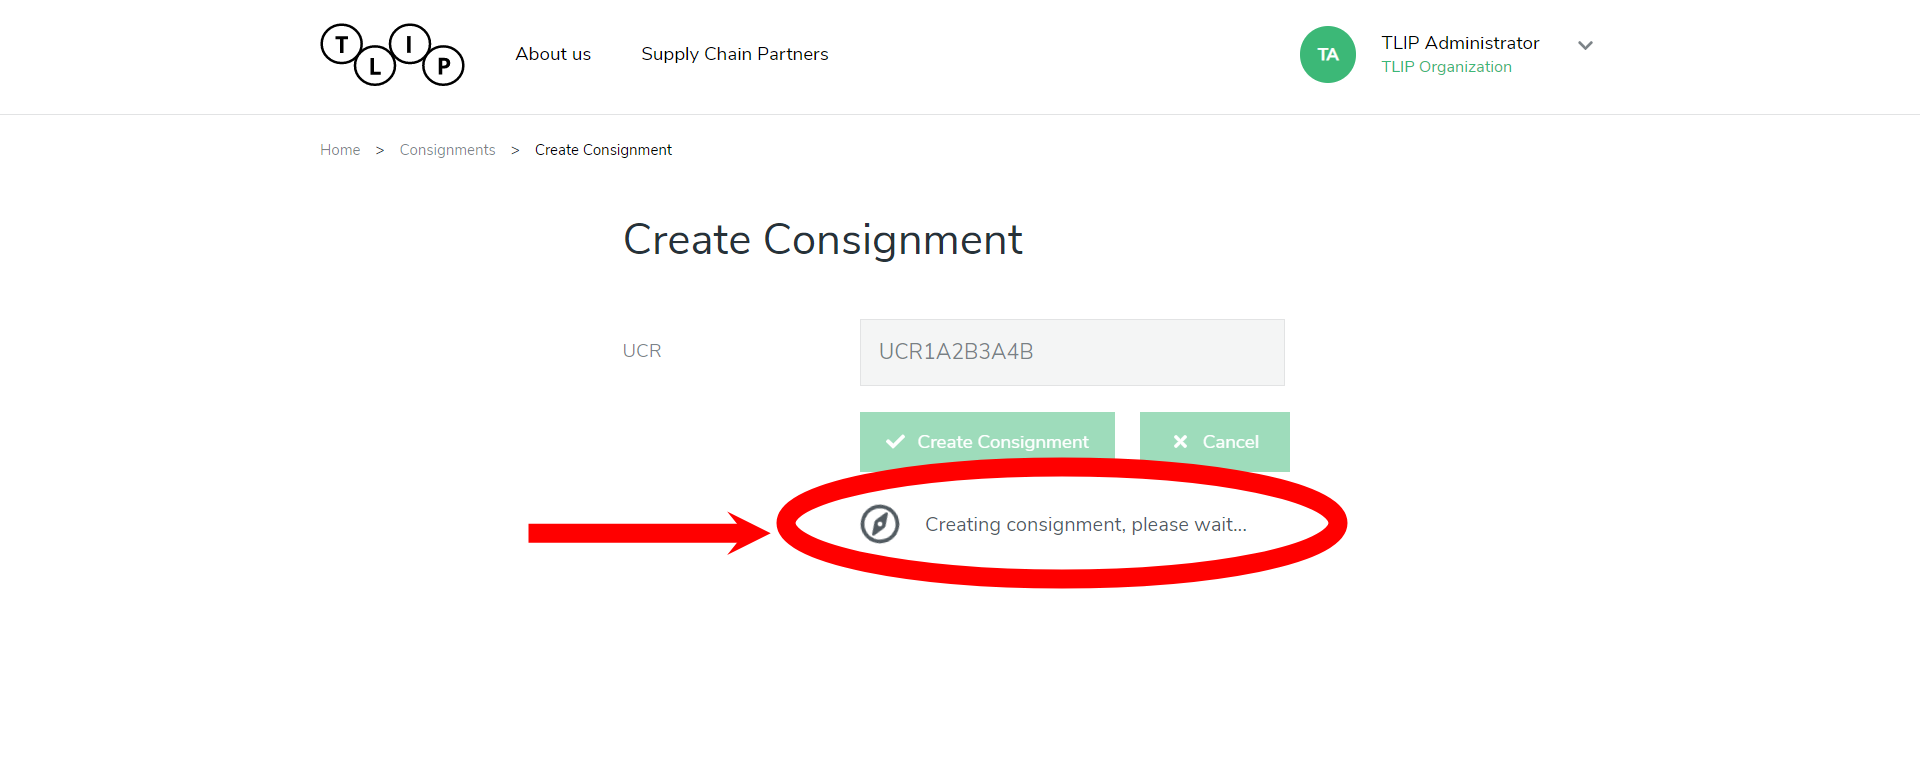 TLIP
About us
Supply Chain Partners
TA
TLIP Administrator
TLIP Organization
Home > Consignments > Create Consignment
Create Consignment
UCR
UCR1A2B3A4B
Create Consignment
Cancel
Creating consignment, please wait...